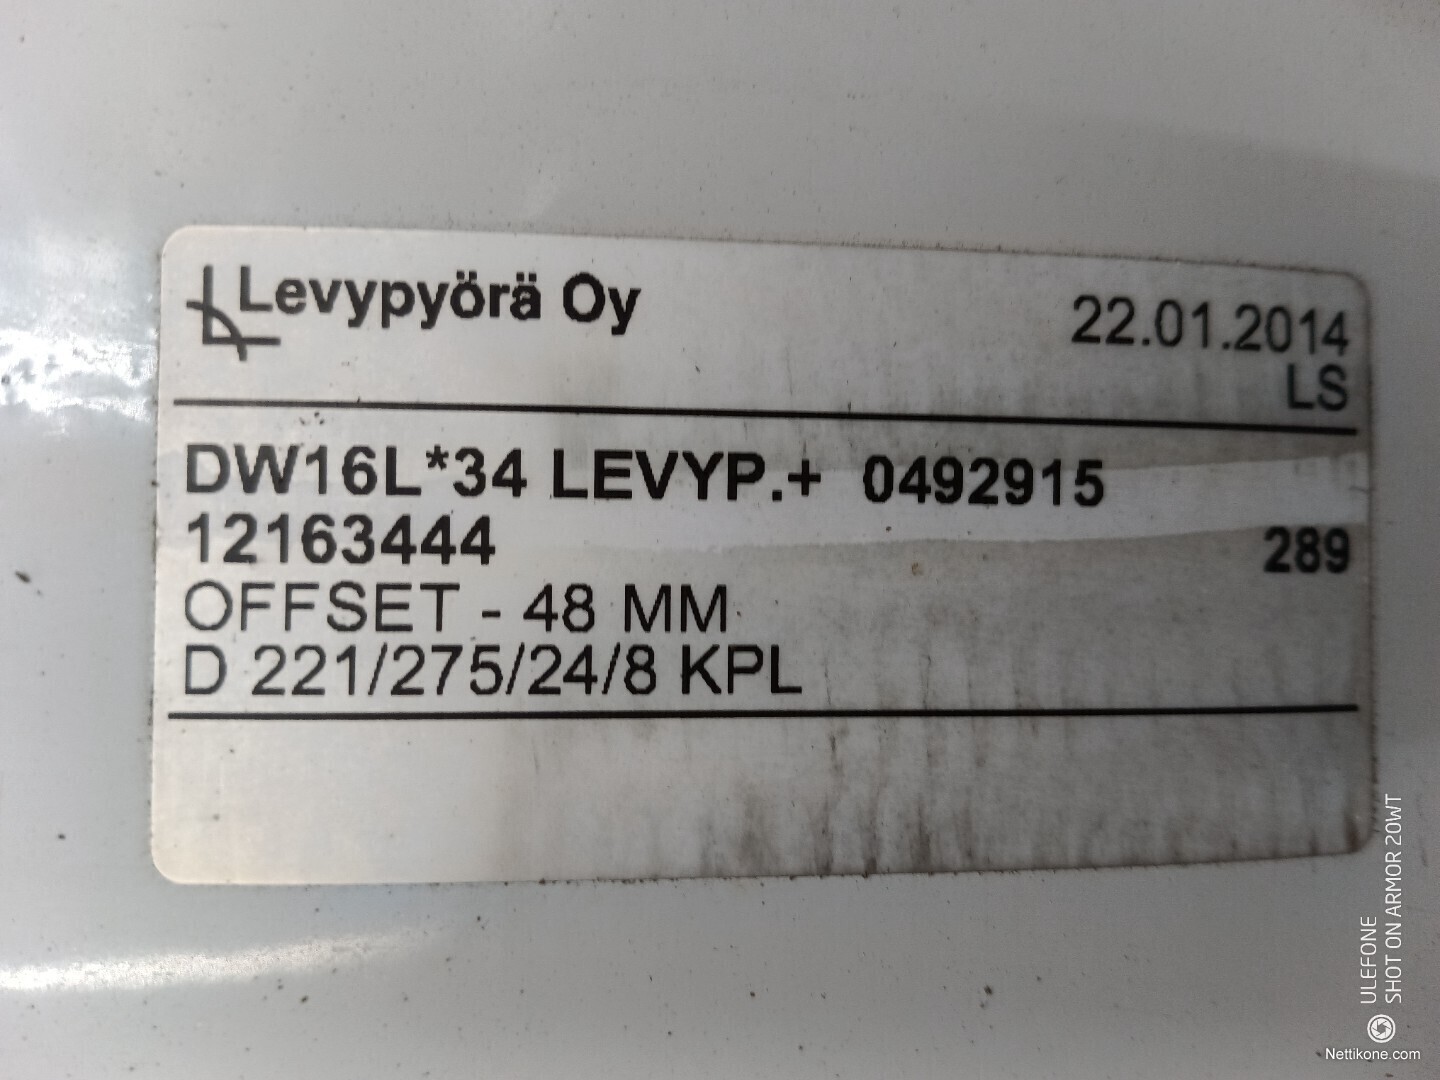 Levypyörä Oy
22.01.2014
LS
DW16L*34 LEVYP.+ 0492915
12163444 289
OFFSET - 48 MM
D 221/275/24/8 KPL
ULEFONE
SHOT ON ARMOR 20WT
Nettikone.com